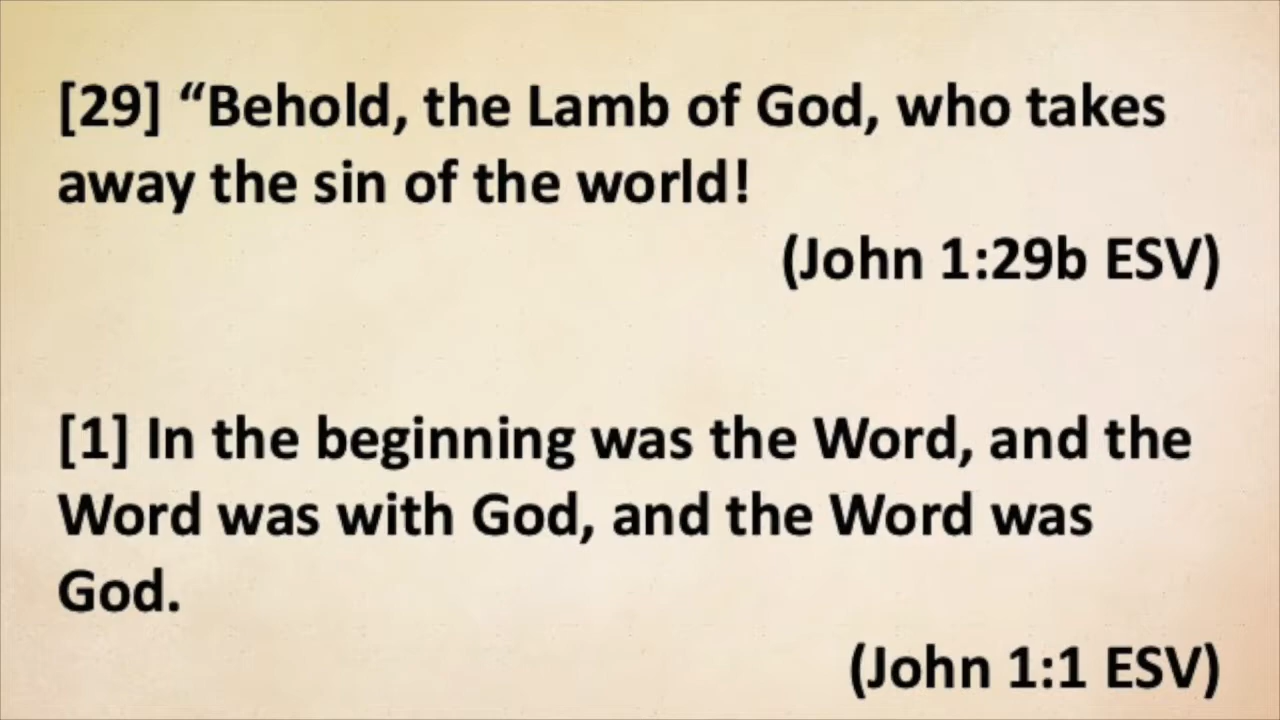 [29] “Behold, the Lamb of God, who takes
away the sin of the world!
(John 1:29b ESV)
[1] In the beginning was the Word, and the
Word was with God, and the Word was
God.
(John 1:1 ESV)